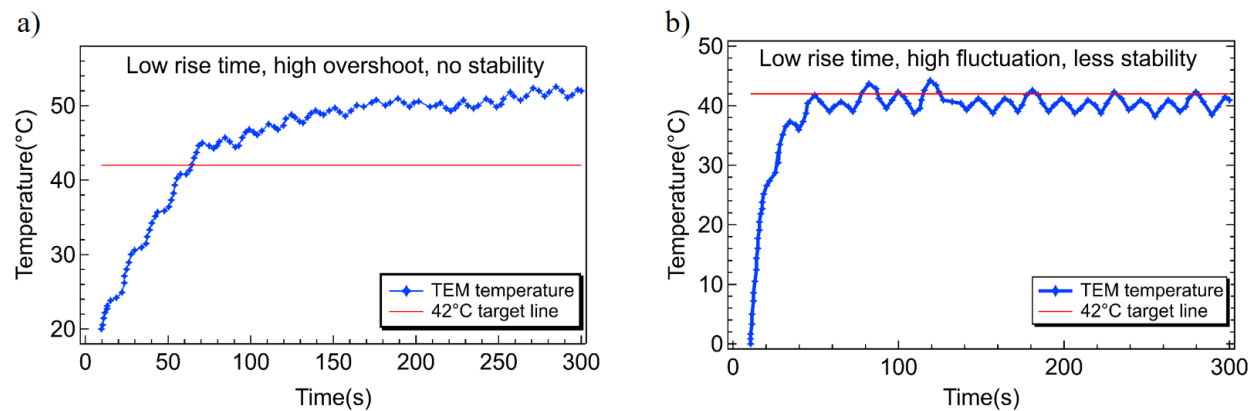 a)
Low rise time, high overshoot, no stability
Temperature(°C)
50
40
30
20
TEM temperature
42°C target line
0
50
100
150
200
250
300
Time(s)
b)
Low rise time, high fluctuation, less stability
Temperature(°C)
50
40
30
20
10
0
TEM temperature
42°C target line
0
100
200
300
Time(s)